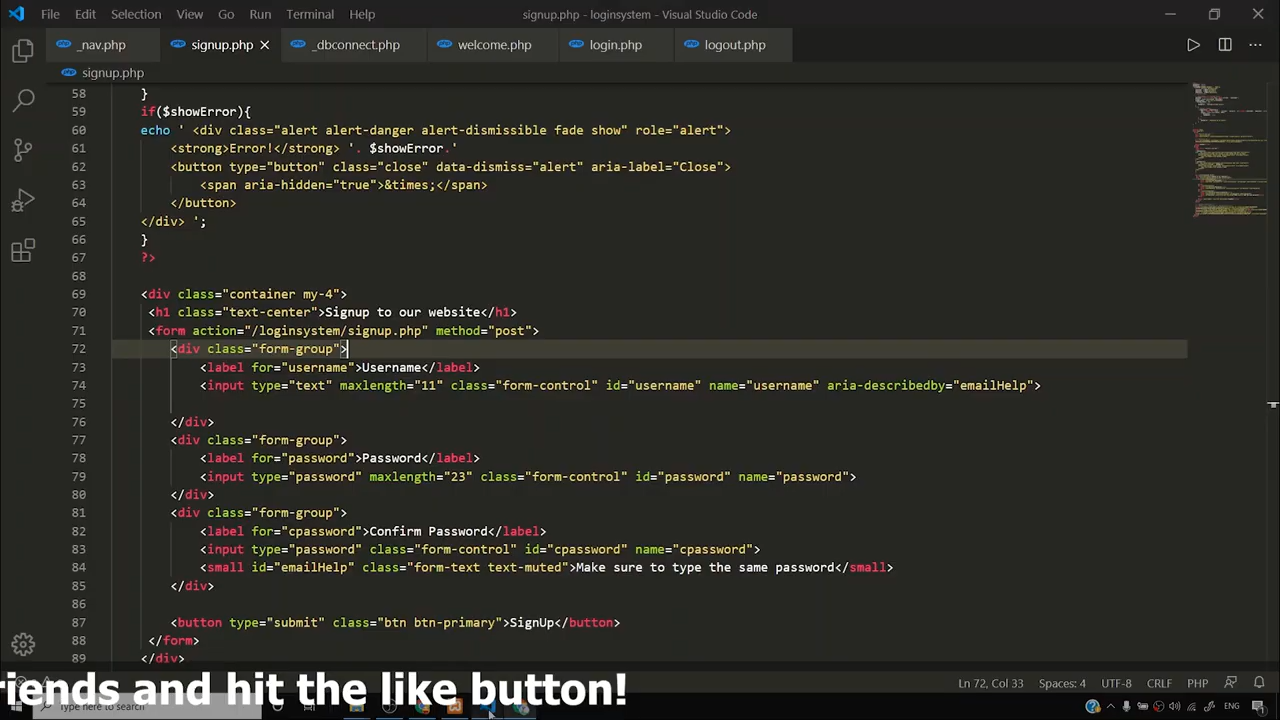 File Edit Selection View Go Run Terminal Help signup.php - loginsystem - Visual Studio Code
_nav.php signup.php _dbconnect.php welcome.php login.php logout.php
signup.php
58 }
59 if($showError){
60 echo ' <div class="alert alert-danger alert-dismissible fade show" role="alert">
61 <strong>Error!</strong> '. $showError.'
62 <button type="button" class="close" data-dismiss="alert" aria-label="Close">
63 <span aria-hidden="true">&times;</span>
64 </button>
65 </div> ';
66 }
67 ?>
68
69 <div class="container my-4">
70 <h1 class="text-center">Signup to our website</h1>
71 <form action="/loginsystem/signup.php" method="post">
72 <div class="form-group">
73 <label for="username">Username</label>
74 <input type="text" maxlength="11" class="form-control" id="username" name="username" aria-describedby="emailHelp">
75
76 </div>
77 <div class="form-group">
78 <label for="password">Password</label>
79 <input type="password" maxlength="23" class="form-control" id="password" name="password">
80 </div>
81 <div class="form-group">
82 <label for="cpassword">Confirm Password</label>
83 <input type="password" class="form-control" id="cpassword" name="cpassword">
84 <small id="emailHelp" class="form-text text-muted">Make sure to type the same password</small>
85 </div>
86
87 <button type="submit" class="btn btn-primary">SignUp</button>
88 </form>
89 </div>
riends and hit the like button!
Ln 72, Col 33 Spaces: 4 UTF-8 CRLF PHP
Type here to search ENG